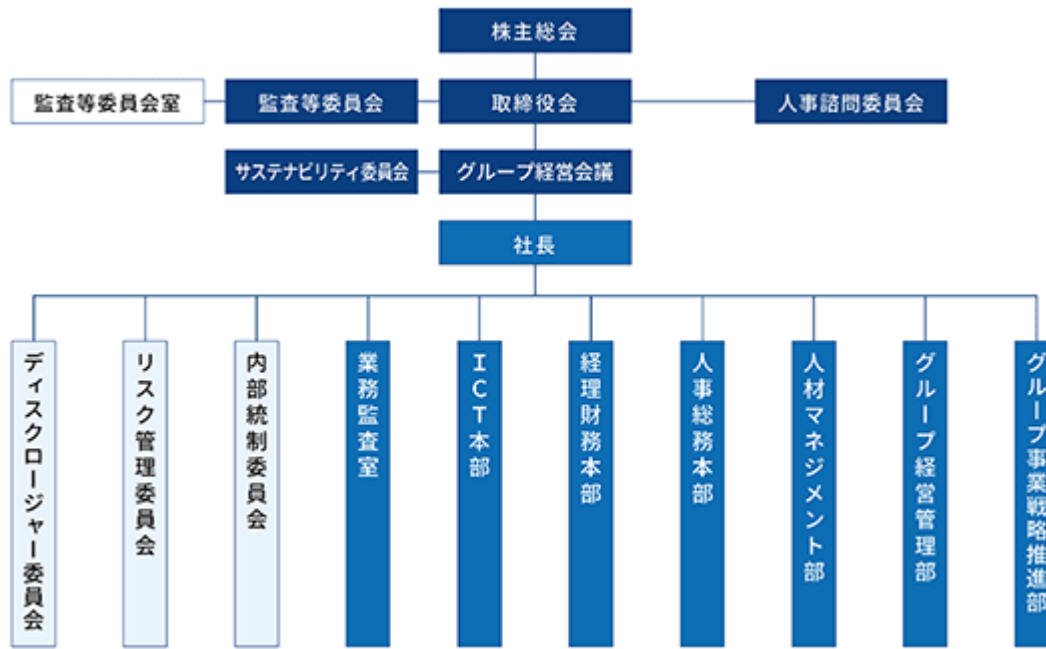 株主総会
監査等委員会室
監査等委員会
取締役会
人事諮問委員会
サステナビリティ委員会
グループ経営会議
社長
ディスクロージャー委員会
リスク管理委員会
内部統制委員会
業務監査室
ICT本部
経理財務本部
人事総務本部
人材マネジメント部
グループ経営管理部
グループ事業戦略推進部